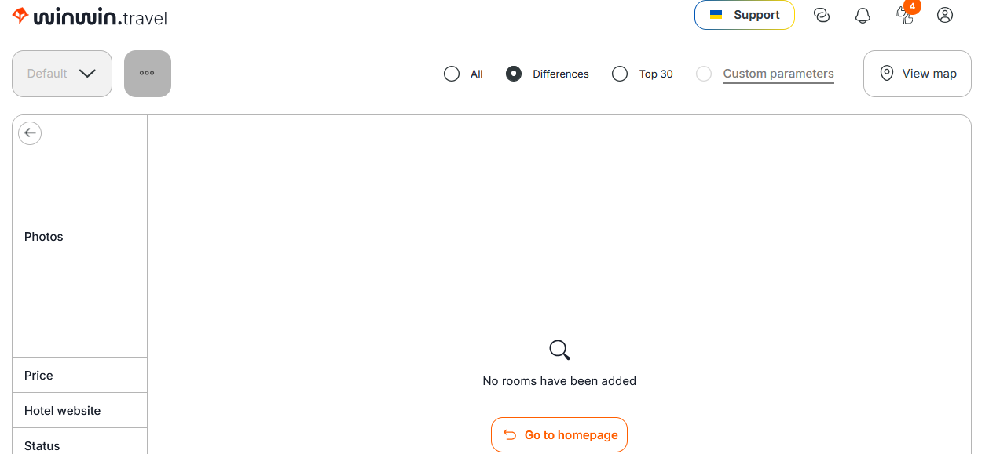 winwin.travel
Support
4
Default
All
Differences
Top 30
Custom parameters
View map
Photos
No rooms have been added
Price
Hotel website
Go to homepage
Status